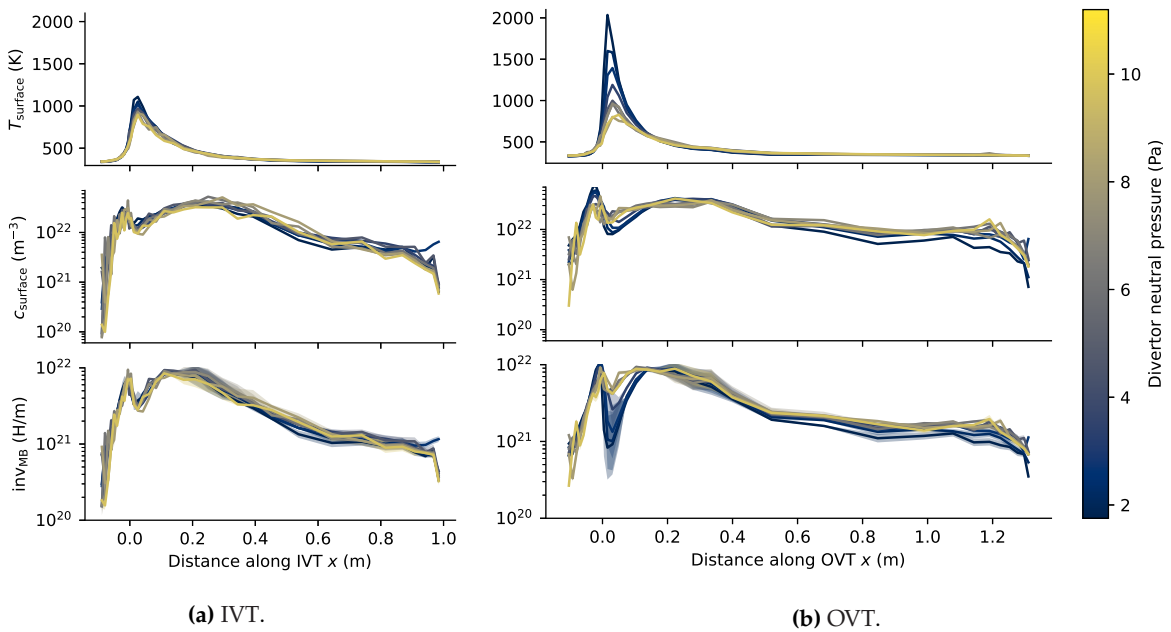 2000
1500
1000
500
T_surface (K)
10^22
10^21
10^20
c_surface (m^−3)
10^22
10^21
10^20
inv_MB (H/m)
0.0 0.2 0.4 0.6 0.8 1.0
Distance along IVT x (m)
(a) IVT.
2000
1500
1000
500
10^22
10^21
10^20
10^22
10^21
10^20
0.0 0.2 0.4 0.6 0.8 1.0 1.2
Distance along OVT x (m)
(b) OVT.
10
8
6
4
2
Divertor neutral pressure (Pa)